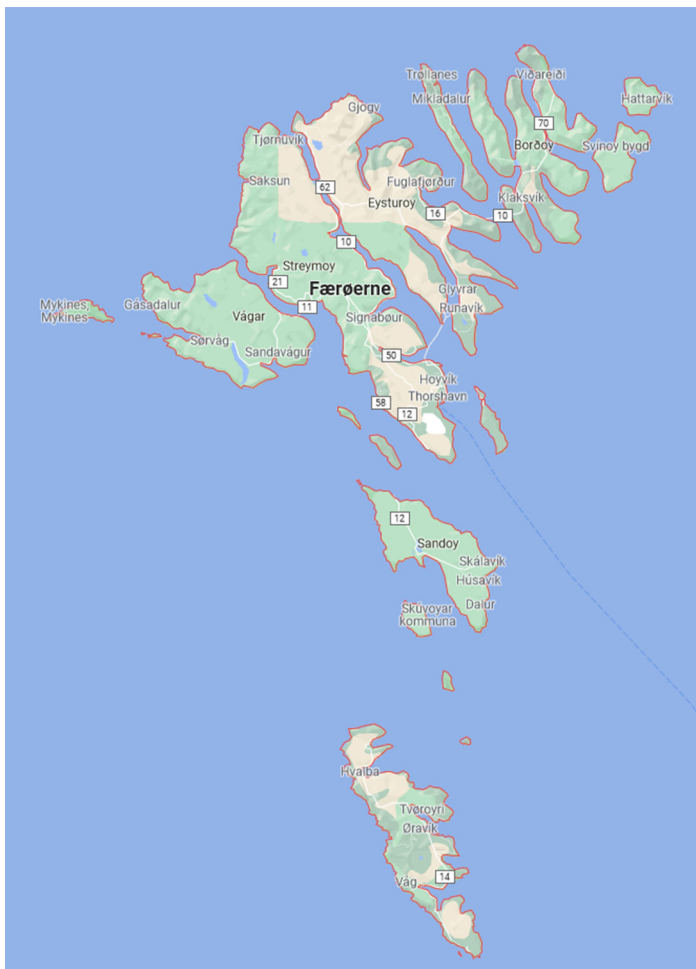 Trøllanes
Viðareiði
Mikladalur
Hattarvík
Gjógv
70
Tjørnuvík
Borðoy
Svínoy bygd
Saksun
Fuglafjørður
62
Eysturoy
Klaksvík
16
10
10
Streymoy
21
Færøerne
Glyvrar
Mykines,
Mykines
Gásadalur
11
Runavík
Vágar
Signabøur
Sørvág
Sandavágur
50
Hoyvík
Thorshavn
58
12
12
Sandoy
Skálavík
Húsavík
Dalur
Skúvoyar
kommuna
Hvalba
Tvøroyri
Øravík
14
Våg